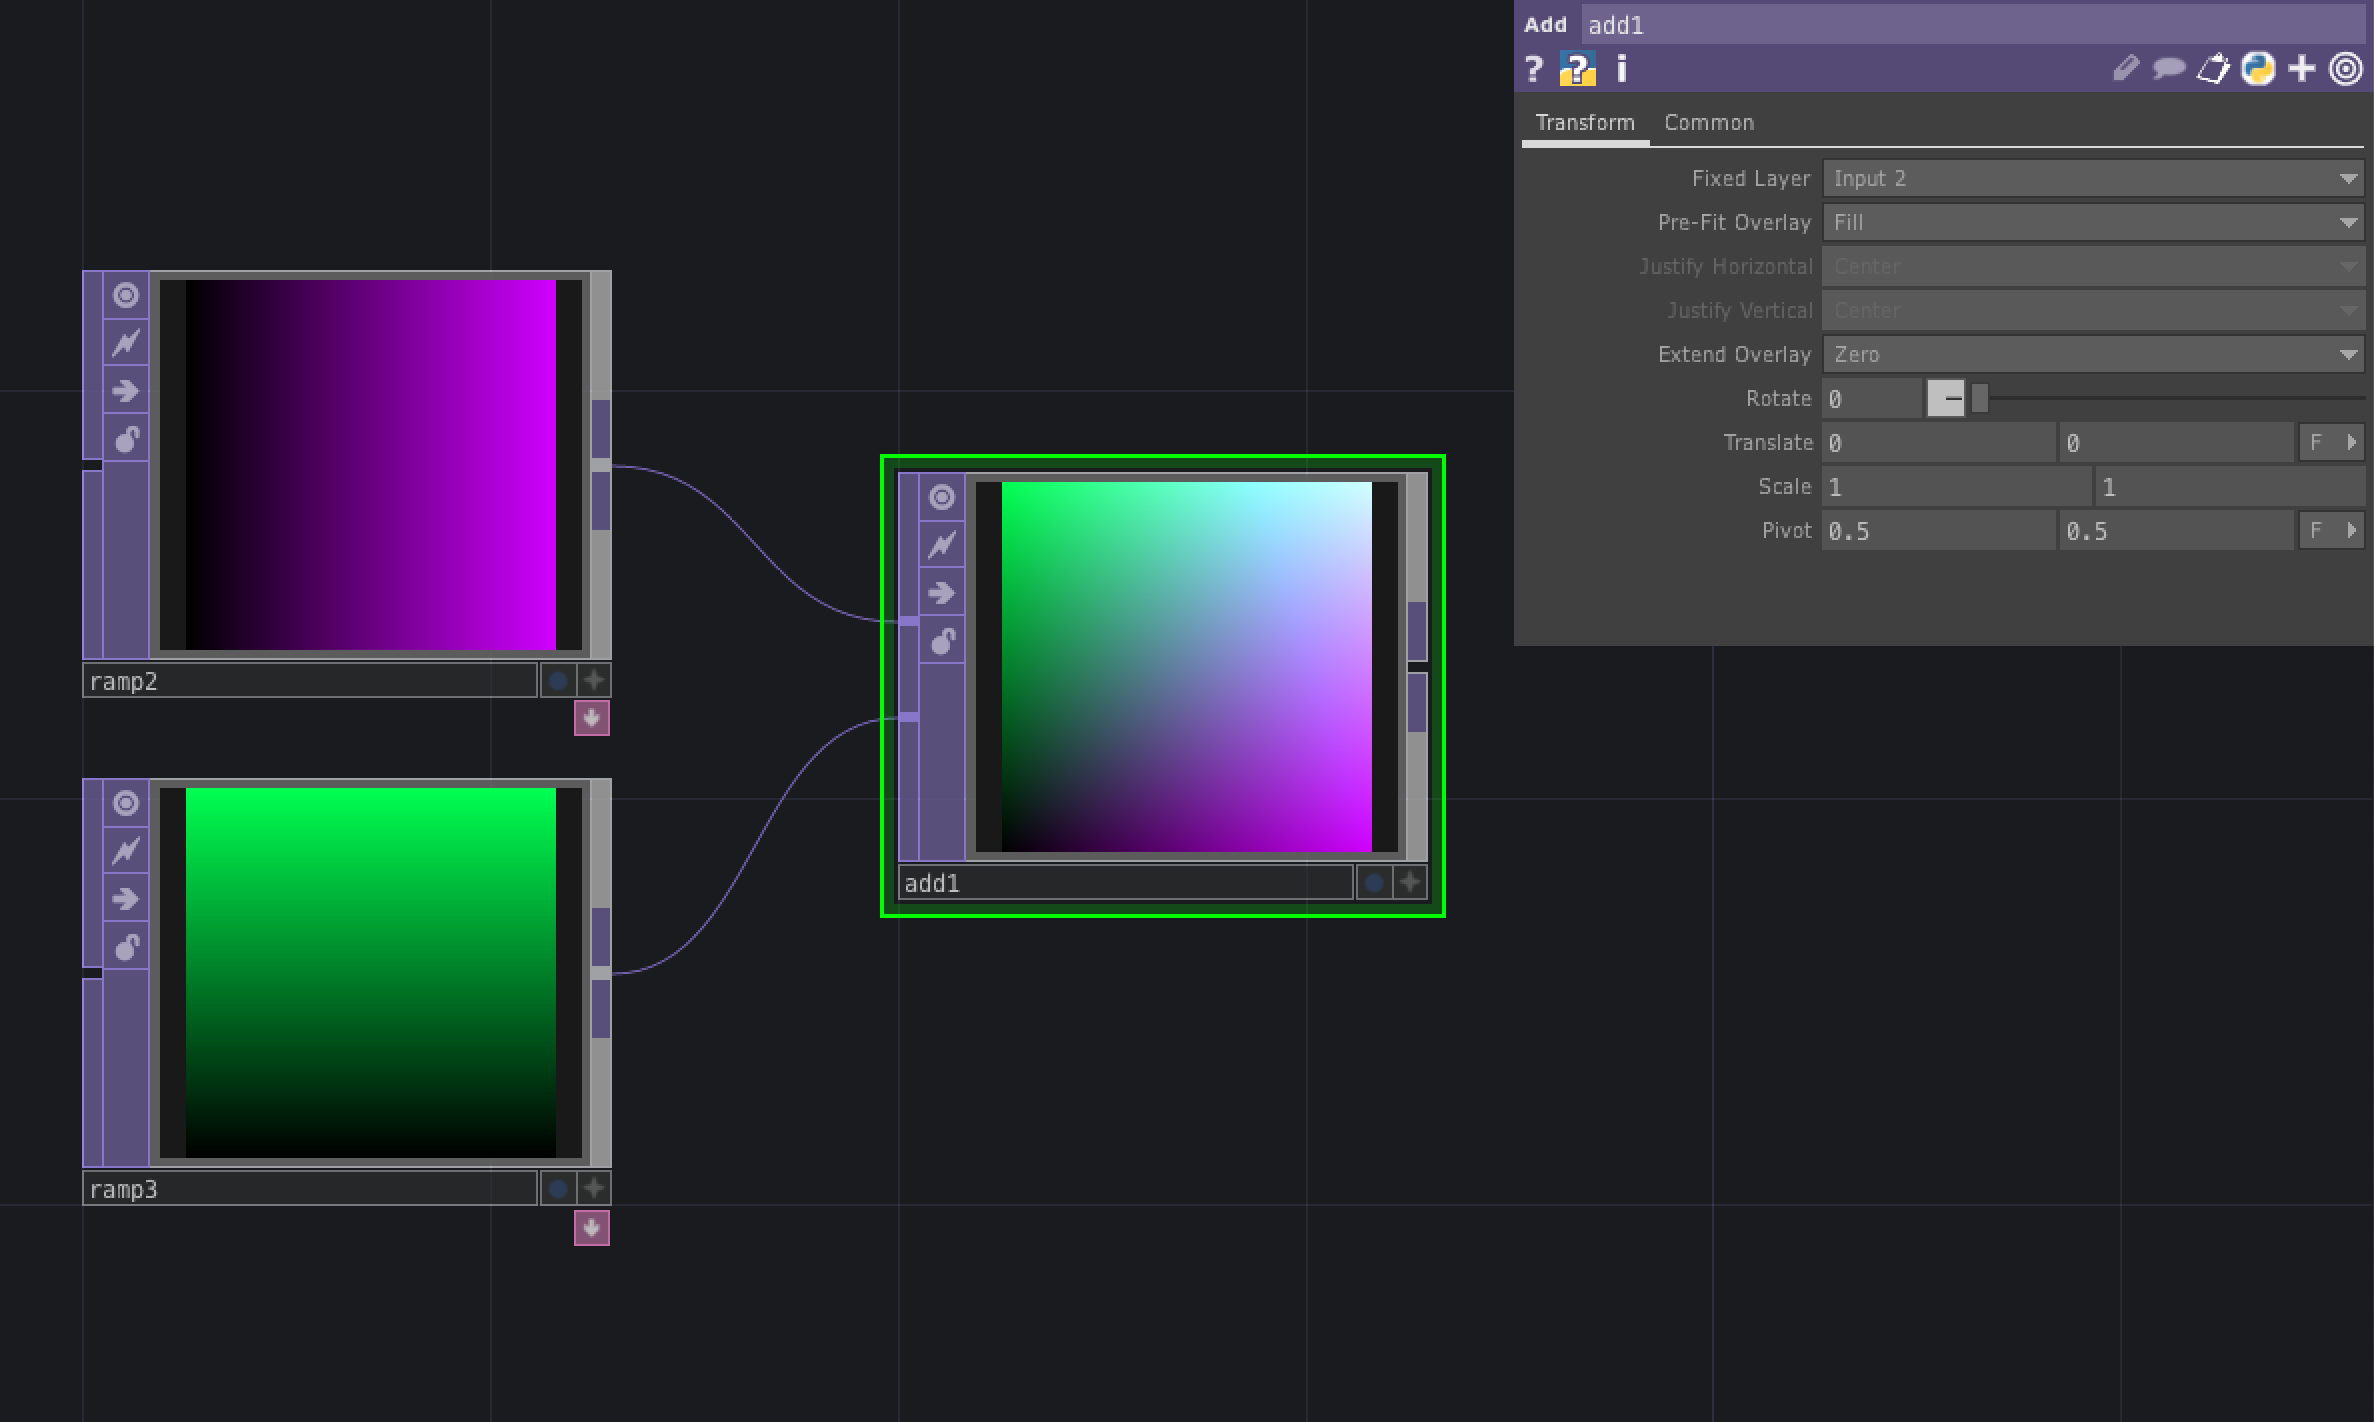 Add add1
? ? i
Transform Common
Fixed Layer Input 2
Pre-Fit Overlay Fill
Justify Horizontal Center
Justify Vertical Center
Extend Overlay Zero
Rotate 0
Translate 0 0 F
Scale 1 1
Pivot 0.5 0.5 F
ramp2
add1
ramp3